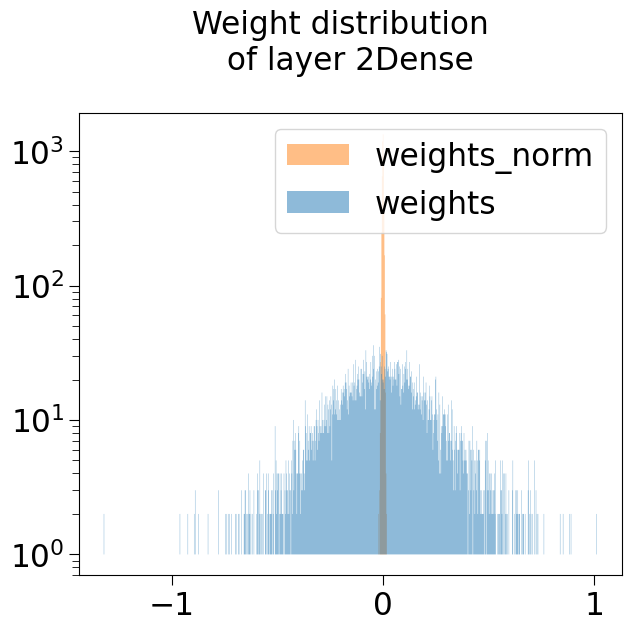 Weight distribution
of layer 2Dense
10³
weights_norm
weights
10²
10¹
10⁰
−1
0
1